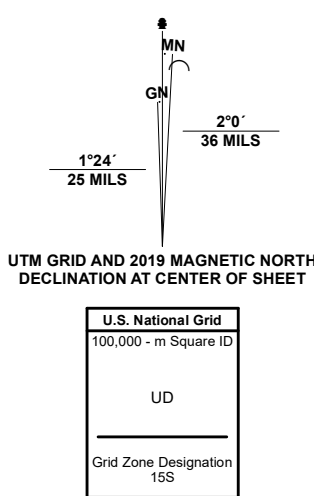 MN
GN
2°0´
36 MILS
1°24´
25 MILS
UTM GRID AND 2019 MAGNETIC NORTH
DECLINATION AT CENTER OF SHEET
U.S. National Grid
100,000 - m Square ID
UD
Grid Zone Designation
15S